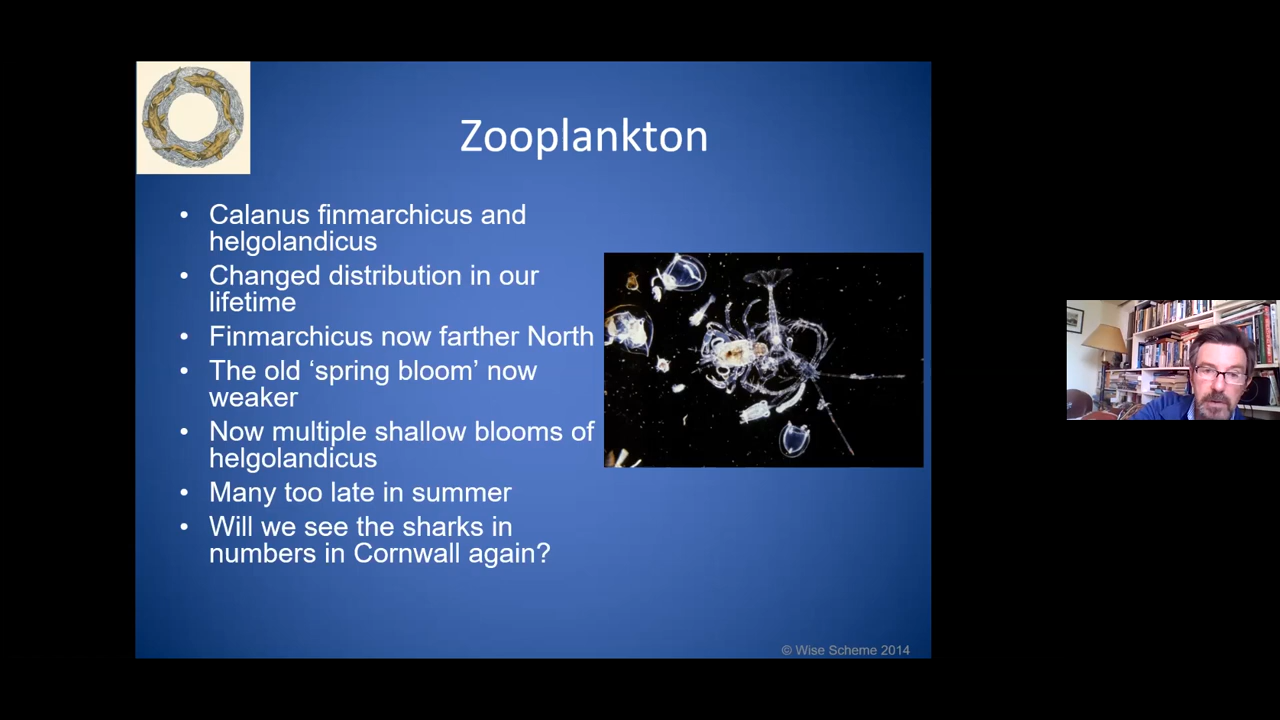 Zooplankton
• Calanus finmarchicus and
helgolandicus
• Changed distribution in our
lifetime
• Finmarchicus now farther North
• The old ‘spring bloom’ now
weaker
• Now multiple shallow blooms of
helgolandicus
• Many too late in summer
• Will we see the sharks in
numbers in Cornwall again?
© Wise Scheme 2014